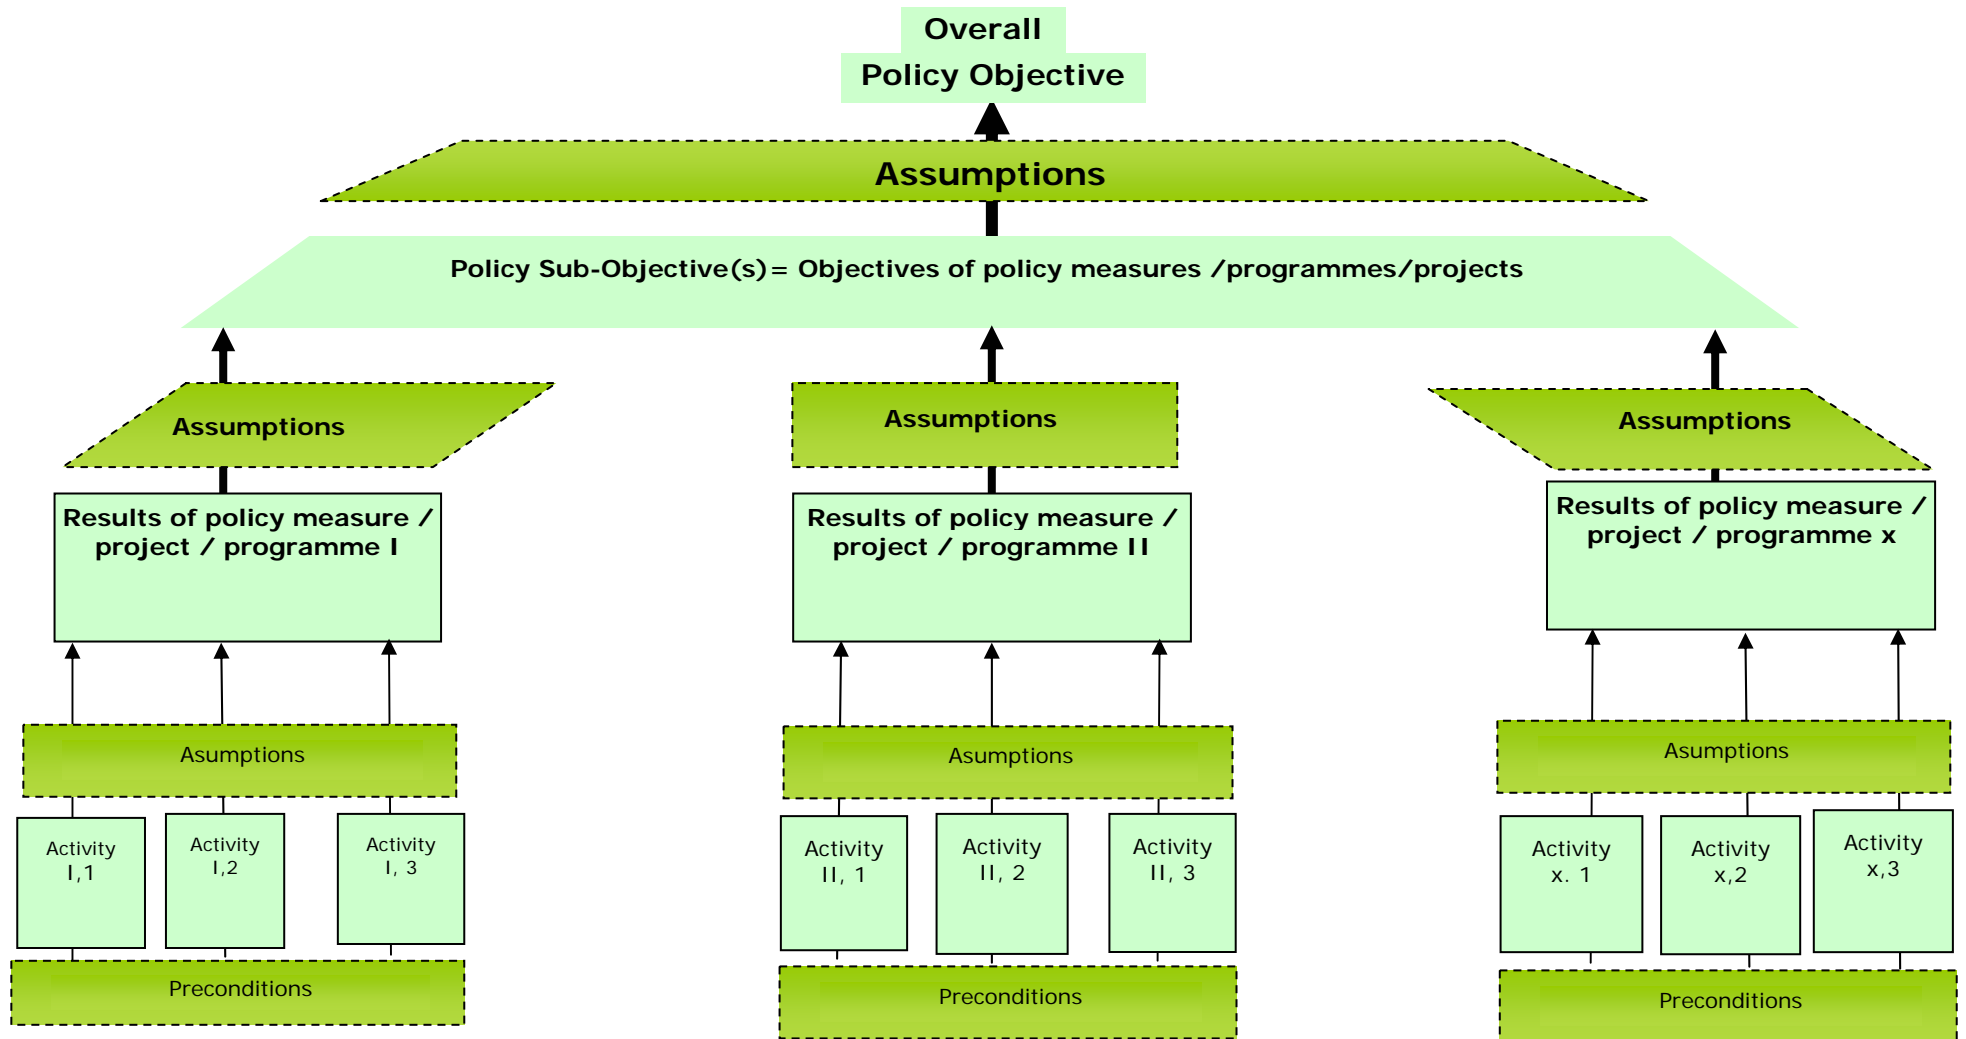 Overall
Policy Objective
Assumptions
Policy Sub-Objective(s)= Objectives of policy measures /programmes/projects
Assumptions
Assumptions
Assumptions
Results of policy measure /
project / programme I
Results of policy measure /
project / programme II
Results of policy measure /
project / programme x
Asumptions
Asumptions
Asumptions
Activity
I,1
Activity
I,2
Activity
I, 3
Activity
II, 1
Activity
II, 2
Activity
II, 3
Activity
x. 1
Activity
x,2
Activity
x,3
Preconditions
Preconditions
Preconditions